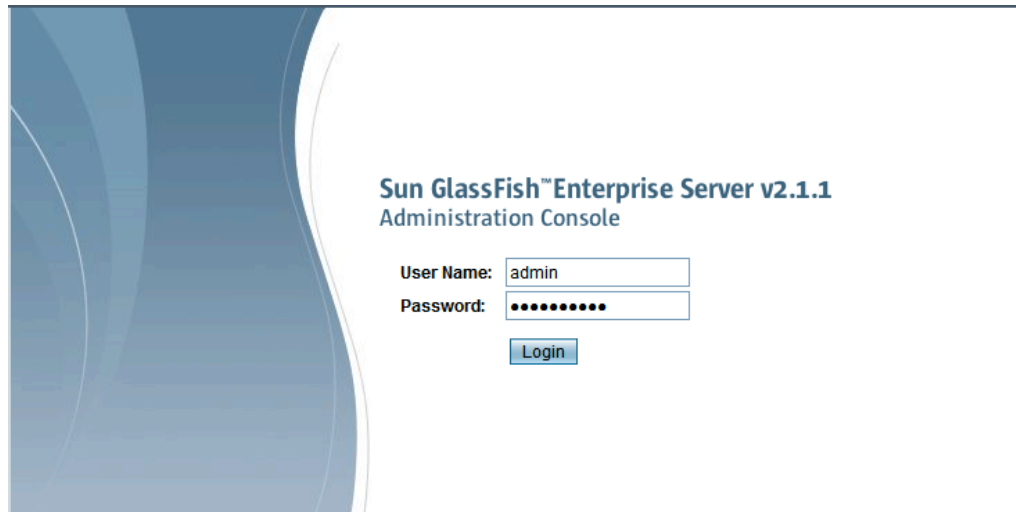 Sun GlassFish™ Enterprise Server v2.1.1
Administration Console
User Name: admin
Password: ••••••••••
Login